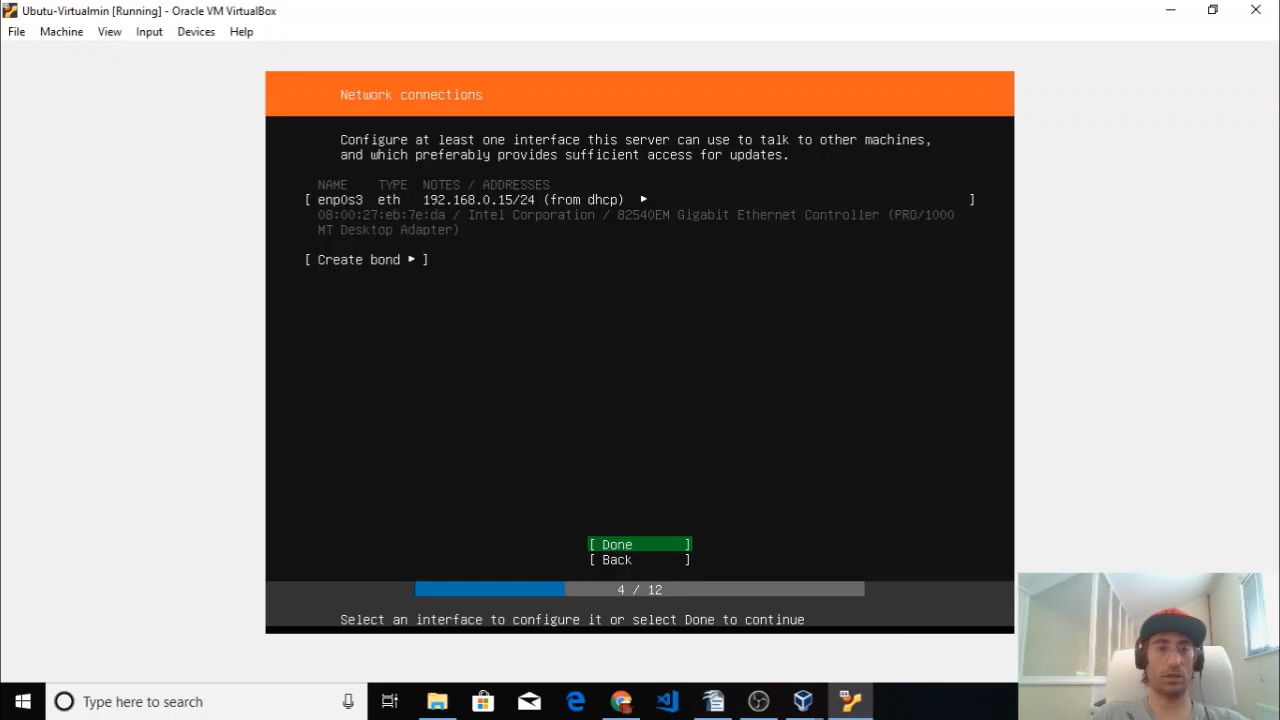 Ubutu-Virtualmin [Running] - Oracle VM VirtualBox
File Machine View Input Devices Help
Network connections
Configure at least one interface this server can use to talk to other machines,
and which preferably provides sufficient access for updates.
NAME TYPE NOTES / ADDRESSES
[ enp0s3 eth 192.168.0.15/24 (from dhcp) ▸ ]
08:00:27:eb:7e:da / Intel Corporation / 82540EM Gigabit Ethernet Controller (PRO/1000
MT Desktop Adapter)
[ Create bond ▸ ]
[ Done ]
[ Back ]
4 / 12
Select an interface to configure it or select Done to continue
Type here to search